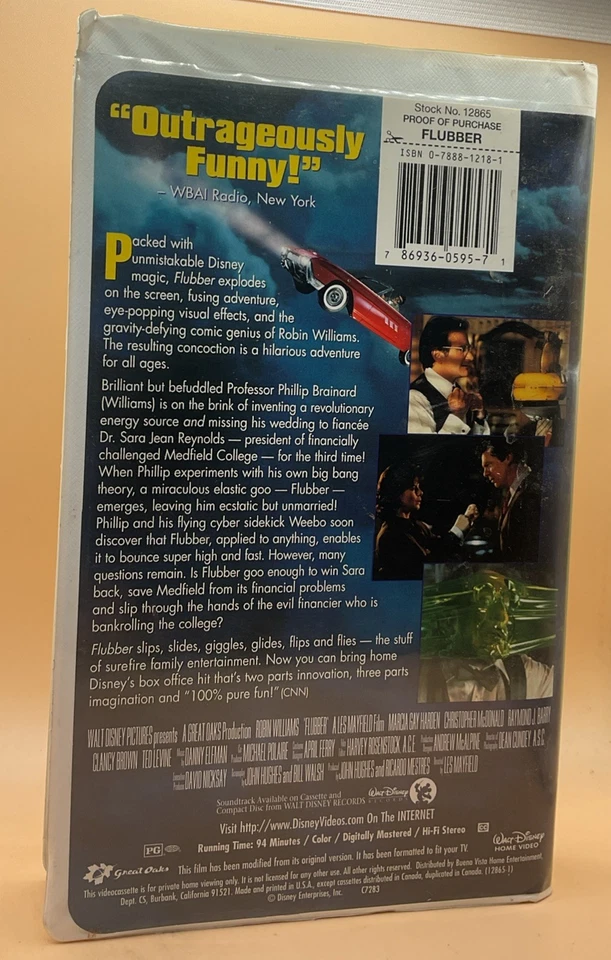 “Outrageously
Funny!”
– WBAI Radio, New York
Stock No. 12865
PROOF OF PURCHASE
FLUBBER
ISBN 0-7888-1218-1
7 86936-0595-7 1
Packed with
unmistakable Disney
magic, Flubber explodes
on the screen, fusing adventure,
eye-popping visual effects, and the
gravity-defying comic genius of Robin Williams.
The resulting concoction is a hilarious adventure
for all ages.
Brilliant but befuddled Professor Phillip Brainard
(Williams) is on the brink of inventing a revolutionary
energy source and missing his wedding to fiancée
Dr. Sara Jean Reynolds — president of financially
challenged Medfield College — for the third time!
When Phillip experiments with his own big bang
theory, a miraculous elastic goo — Flubber —
emerges, leaving him ecstatic but unmarried!
Phillip and his flying cyber sidekick Weebo soon
discover that Flubber, applied to anything, enables
it to bounce super high and fast. However, many
questions remain. Is Flubber goo enough to win Sara
back, save Medfield from its financial problems
and slip through the hands of the evil financier who is
bankrolling the college?
Flubber slips, slides, giggles, glides, flips and flies — the stuff
of surefire family entertainment. Now you can bring home
Disney's box office hit that's two parts innovation, three parts
imagination and “100% pure fun!” (CNN)
WALT DISNEY PICTURES presents A GREAT OAKS Production ROBIN WILLIAMS "FLUBBER" A LES MAYFIELD Film MARCIA GAY HARDEN CHRISTOPHER McDONALD RAYMOND J. BARRY
CLANCY BROWN TED LEVINE DANNY ELFMAN MICHAEL POLAIRE APRIL FERRY HARVEY ROSENSTOCK, A.C.E. ANDREW McALPINE DEAN CUNDEY, A.S.C.
DAVID NICKSAY JOHN HUGHES and BILL WALSH JOHN HUGHES and RICARDO MESTRES LES MAYFIELD
Soundtrack Available on Cassette and
Compact Disc from WALT DISNEY RECORDS
Walt Disney
RECORDS
Visit http://www.DisneyVideos.com On The INTERNET
Running Time: 94 Minutes / Color / Digitally Mastered / Hi-Fi Stereo
PG
Walt Disney
HOME VIDEO
Great Oaks
This film has been modified from its original version. It has been formatted to fit your TV.
This videocassette is for private home viewing only. It is not licensed for any other use. All other rights reserved. Distributed by Buena Vista Home Entertainment,
Dept. CS, Burbank, California 91521. Made and printed in U.S.A., except cassettes distributed in Canada, duplicated in Canada. (12865-1)
© Disney Enterprises, Inc. C7283